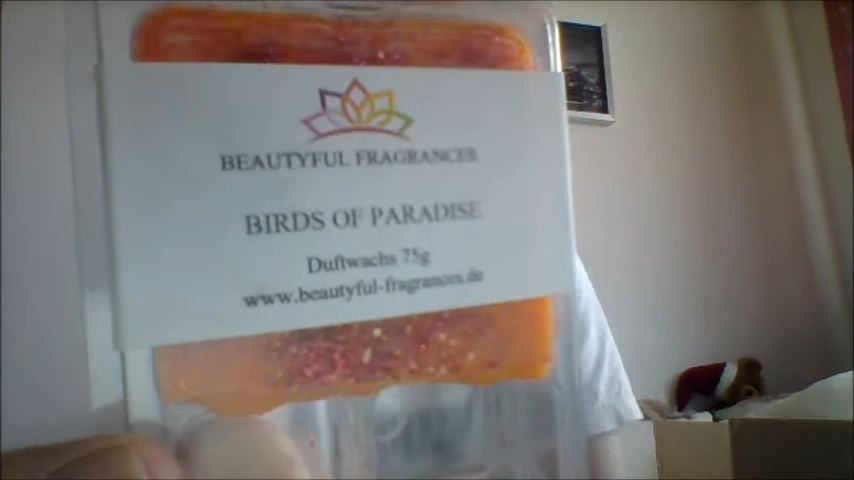 BEAUTYFUL FRAGRANCES
BIRDS OF PARADISE
Duftwachs 75g
www.beautyful-fragrances.de